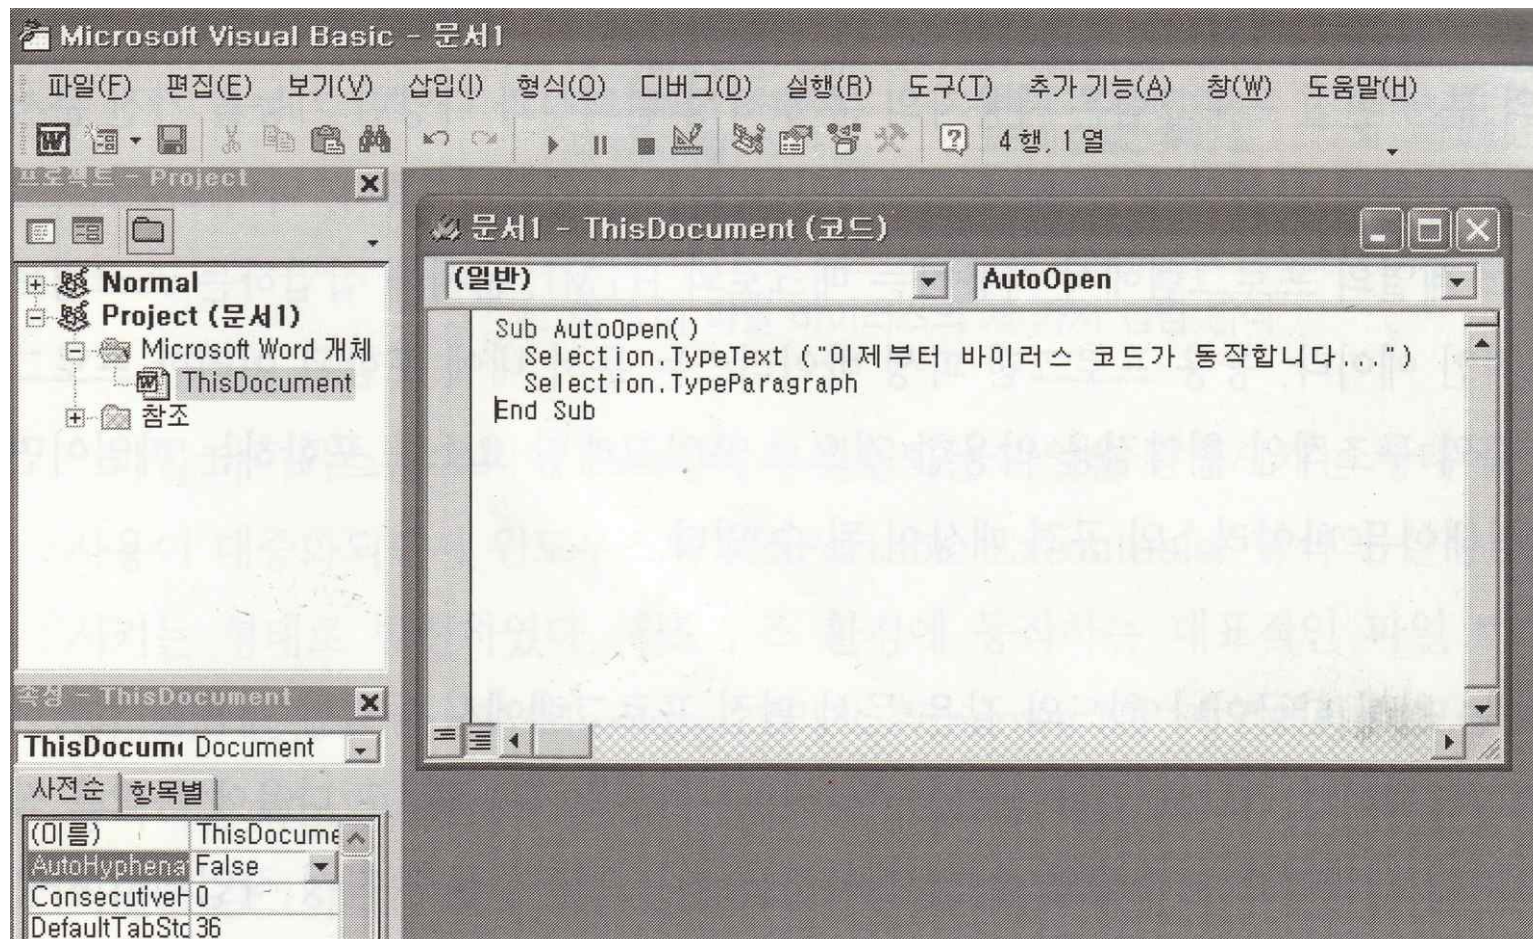 Microsoft Visual Basic - 문서1
파일(F) 편집(E) 보기(V) 삽입(I) 형식(O) 디버그(D) 실행(R) 도구(T) 추가 기능(A) 창(W) 도움말(H)
4 행, 1 열
프로젝트 - Project
문서1 - ThisDocument (코드)
(일반) AutoOpen
Normal
Project (문서1)
Microsoft Word 개체
ThisDocument
참조
Sub AutoOpen()
Selection.TypeText ("이제부터 바이러스 코드가 동작합니다... ")
Selection.TypeParagraph
End Sub
속성 - ThisDocument
ThisDocume Document
사전순 항목별
(이름) ThisDocume
AutoHyphena False
ConsecutiveH 0
DefaultTabSto 36